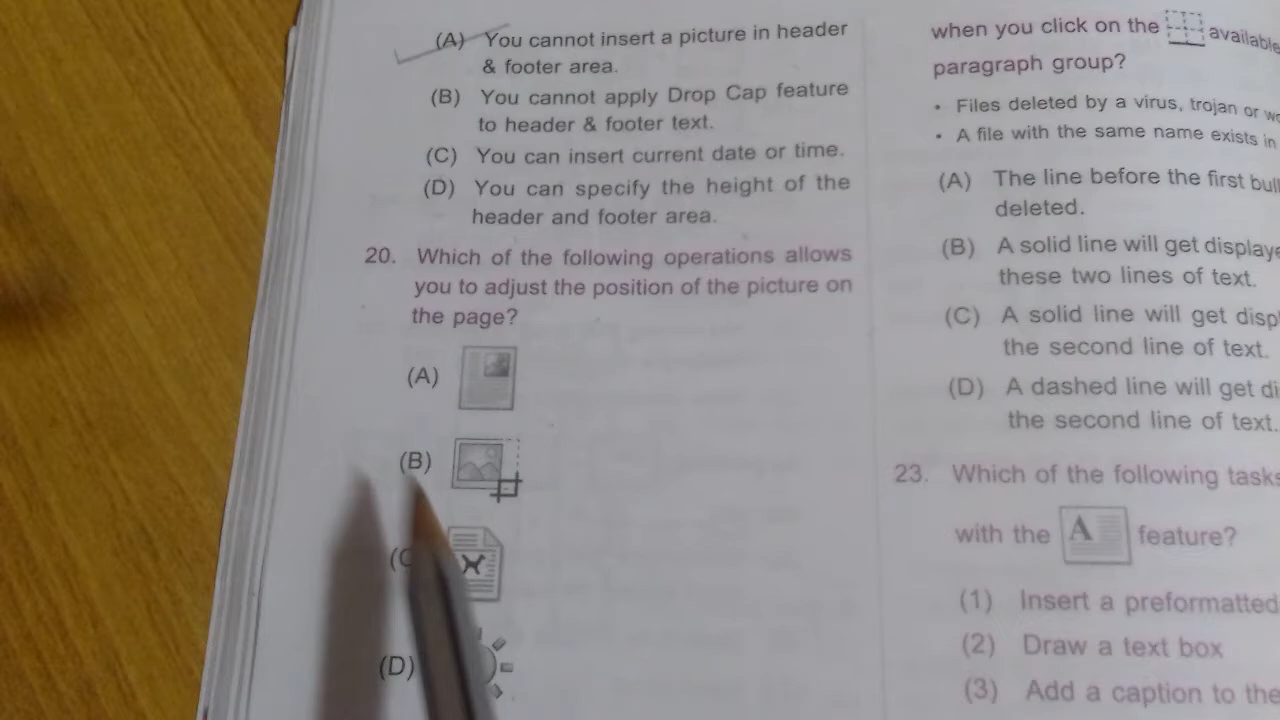 (A) You cannot insert a picture in header
& footer area.
(B) You cannot apply Drop Cap feature
to header & footer text.
(C) You can insert current date or time.
(D) You can specify the height of the
header and footer area.
20. Which of the following operations allows
you to adjust the position of the picture on
the page?
(A)
(B)
(D)
when you click on the available
paragraph group?
• Files deleted by a virus, trojan or
• A file with the same name exists in
(A) The line before the first
deleted.
(B) A solid line will get
these two lines of text.
(C) A solid line will get
the second line of text.
(D) A dashed line will get
the second line of text.
23. Which of the following tasks
with the A feature?
(1) Insert a preformatted
(2) Draw a text box
(3) Add a caption to the